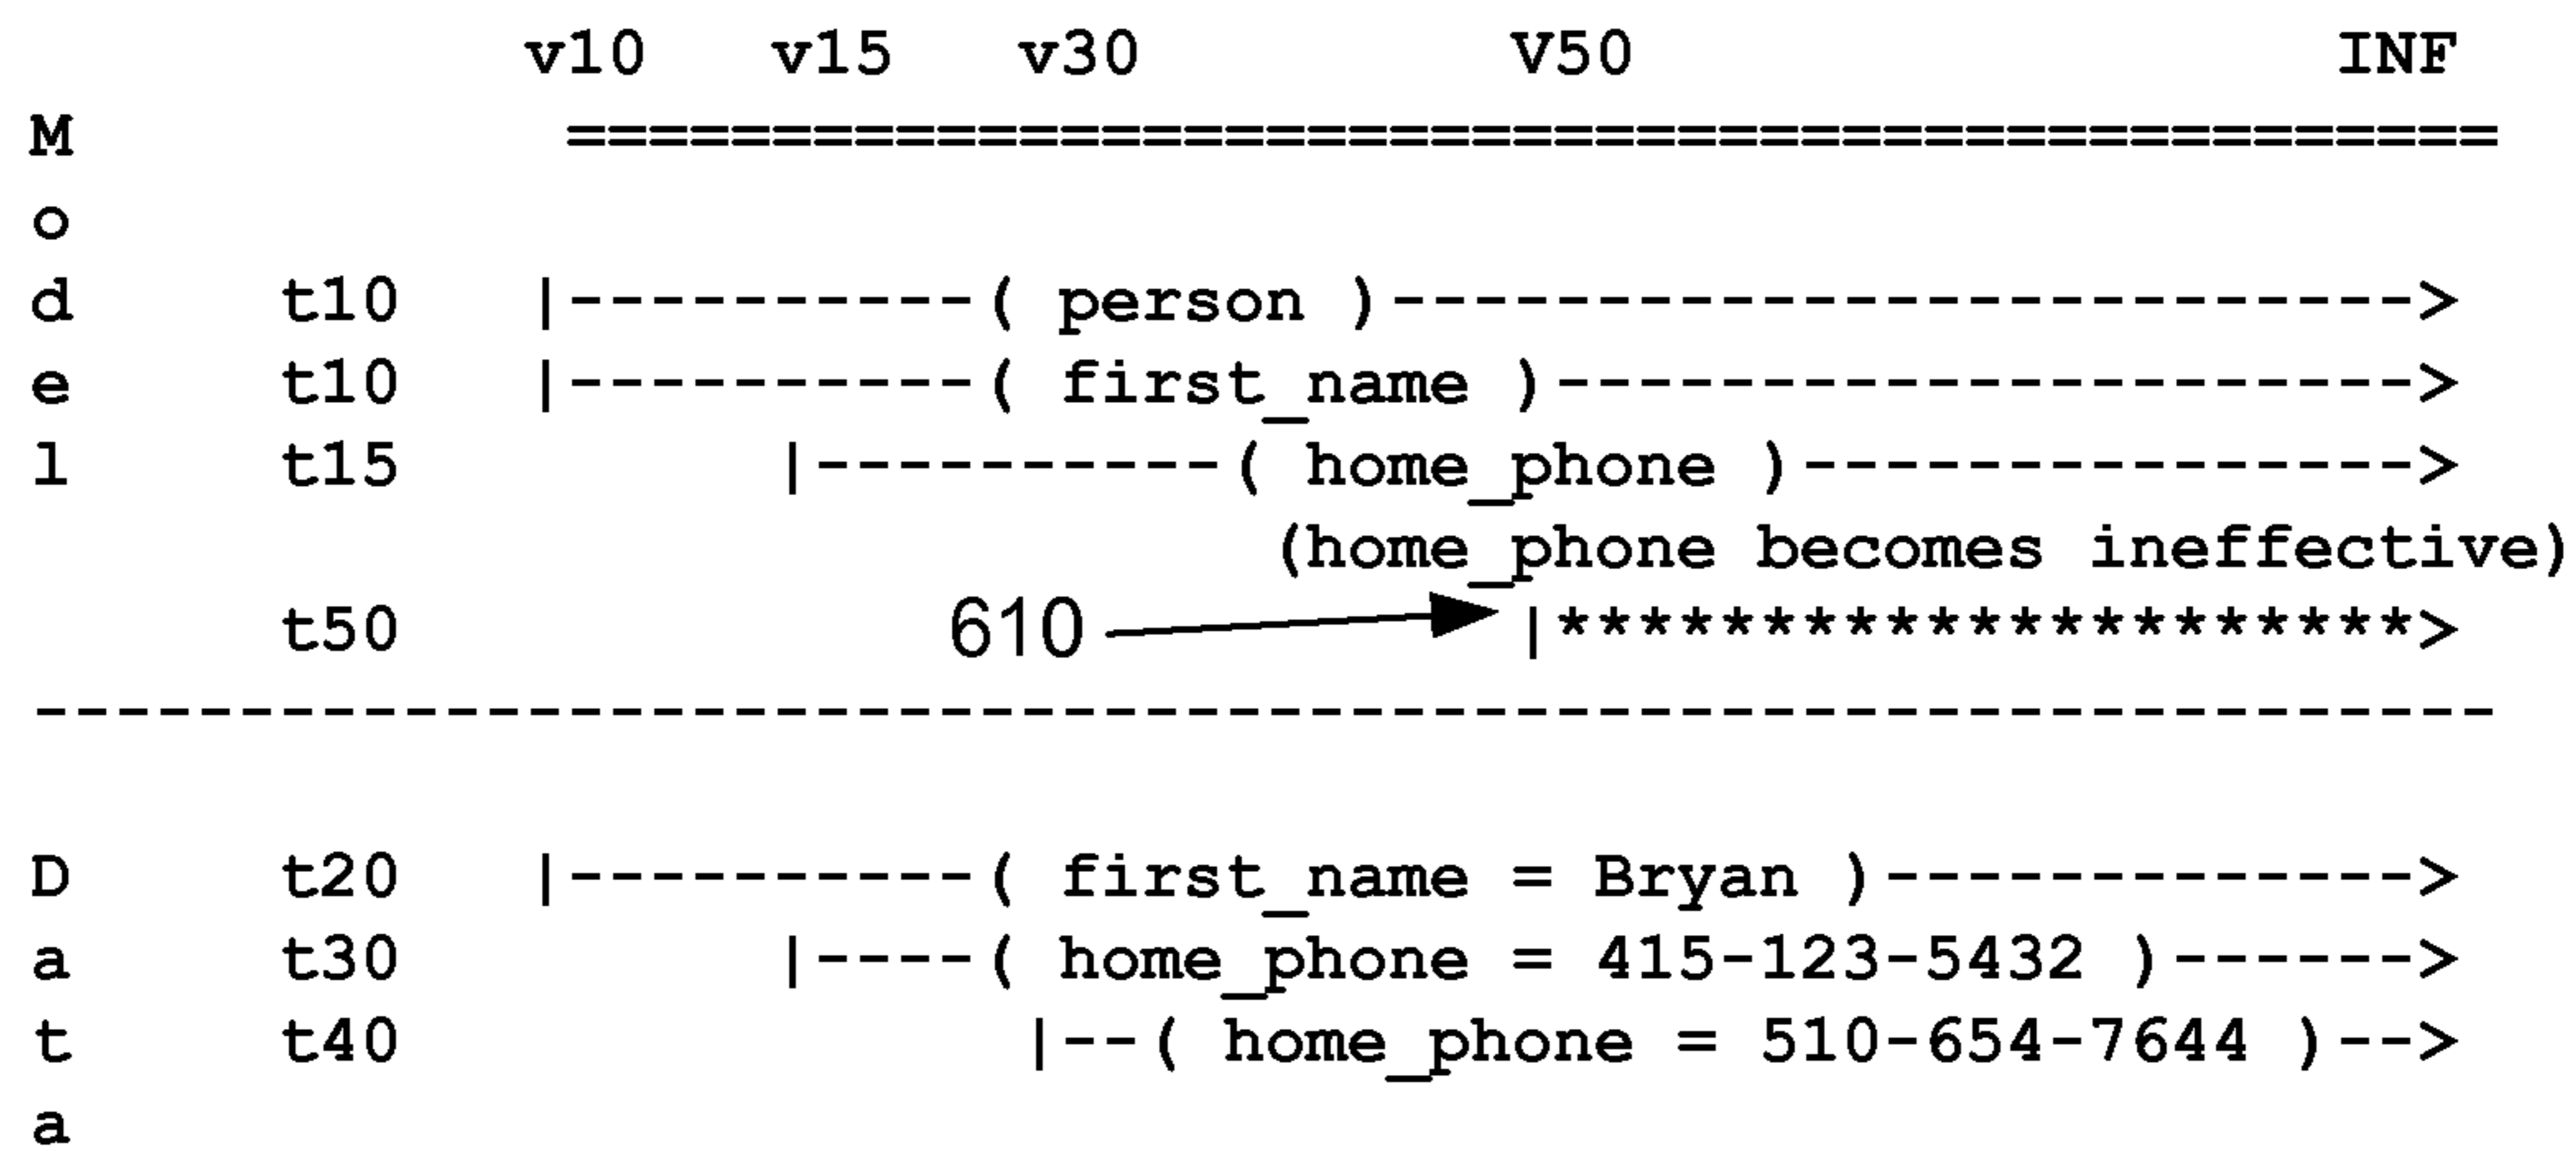 v10 v15 v30 V50 INF
M ===============================================
o
d t10 |----------( person )------------------------->
e t10 |----------( first_name )--------------------->
l t15 |----------( home_phone )--------------->
(home_phone becomes ineffective)
t50 610 |*********************>
------------------------------------------------------------
D t20 |----------( first_name = Bryan )------------->
a t30 |----( home_phone = 415-123-5432 )------>
t t40 |--( home_phone = 510-654-7644 )-->
a